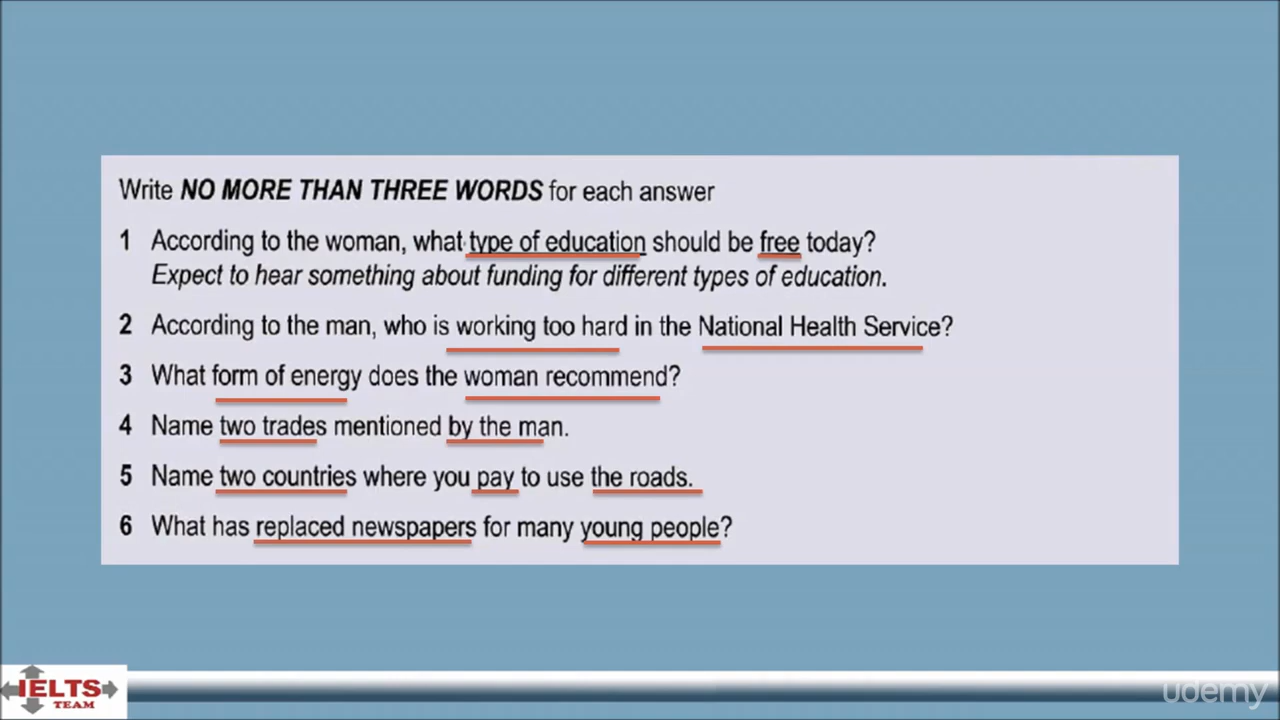 Write NO MORE THAN THREE WORDS for each answer
1 According to the woman, what type of education should be free today?
Expect to hear something about funding for different types of education.
2 According to the man, who is working too hard in the National Health Service?
3 What form of energy does the woman recommend?
4 Name two trades mentioned by the man.
5 Name two countries where you pay to use the roads.
6 What has replaced newspapers for many young people?
IELTS
TEAM
udemy